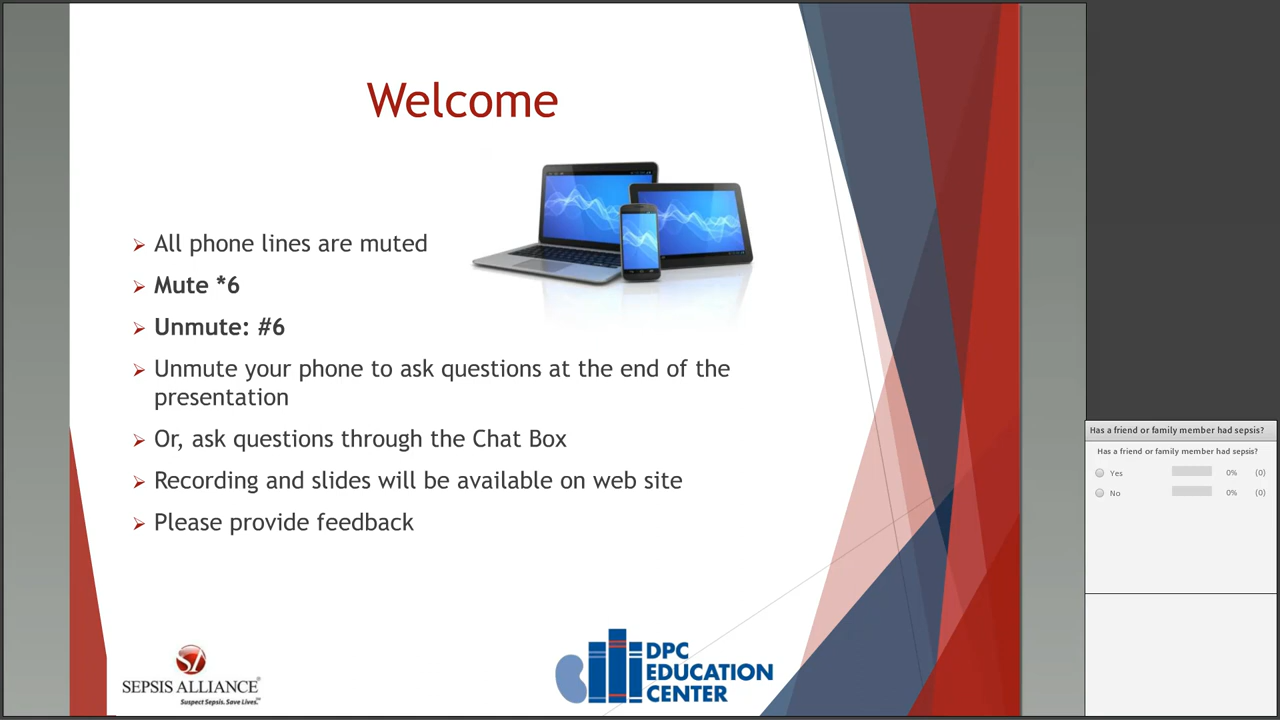 Welcome
All phone lines are muted
Mute *6
Unmute: #6
Unmute your phone to ask questions at the end of the
presentation
Or, ask questions through the Chat Box
Recording and slides will be available on web site
Please provide feedback
SEPSIS ALLIANCE
Suspect Sepsis. Save Lives.
DPC
EDUCATION
CENTER
Has a friend or family member had sepsis?
Has a friend or family member had sepsis?
Yes 0% (0)
No 0% (0)